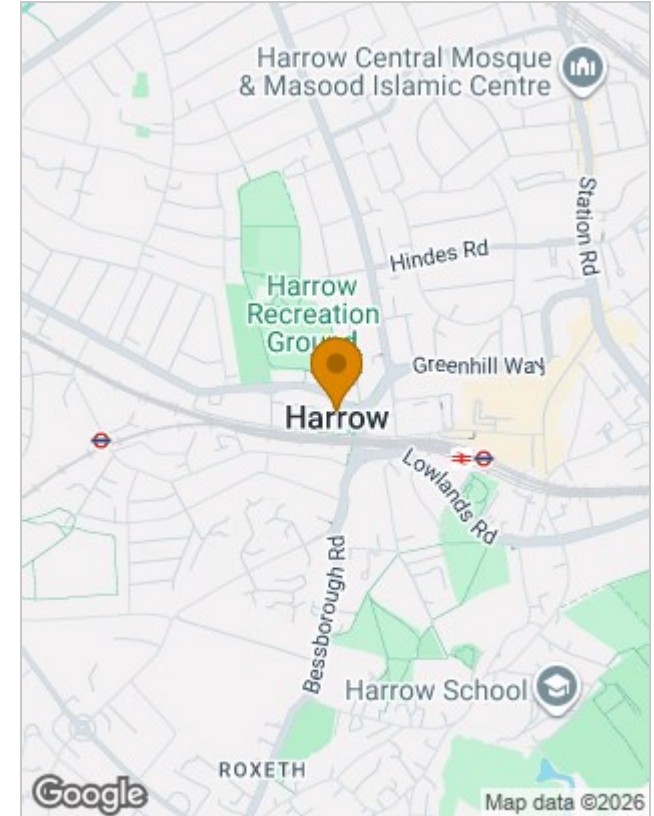 Harrow Central Mosque
& Masood Islamic Centre
Station Rd
Hindes Rd
Harrow
Recreation
Ground
Greenhill Way
Harrow
Lowlands Rd
Bessborough Rd
Harrow School
ROXETH
Google
Map data ©2026